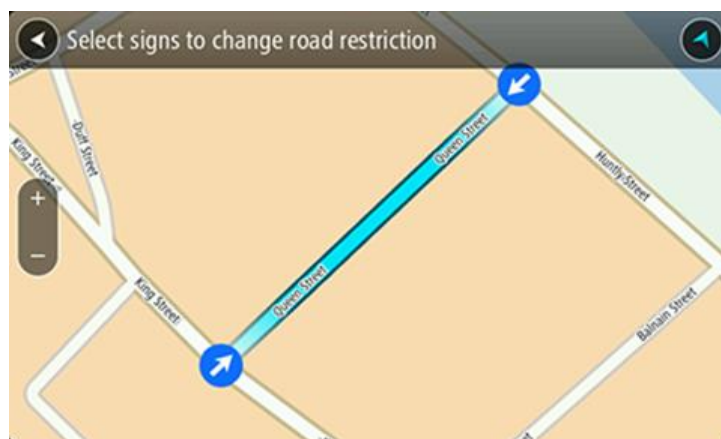 Select signs to change road restriction
Street
Duff Street
King Street
Queen Street
Huntly Street
+
−
Queen Street
King Street
Balnain Street